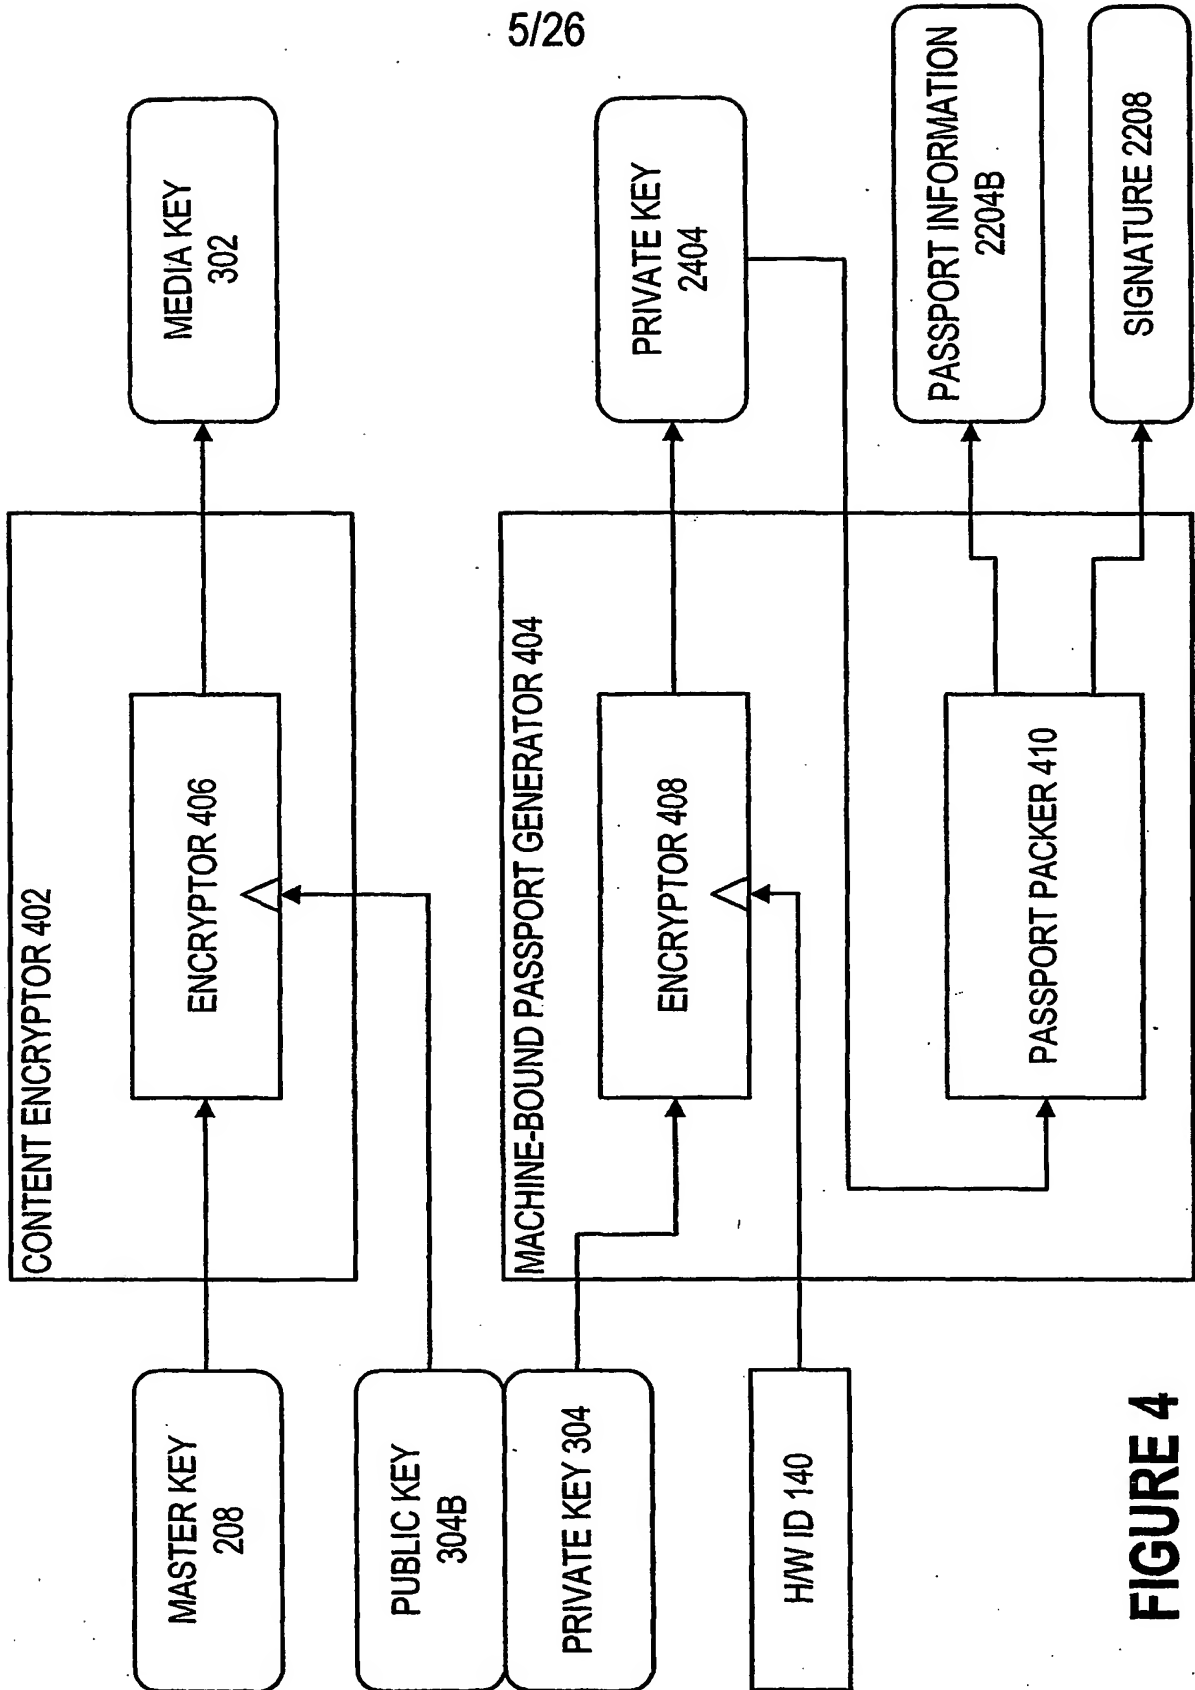 5/26
CONTENT ENCRYPTOR 402
MASTER KEY
208
ENCRYPTOR 406
MEDIA KEY
302
PUBLIC KEY
304B
PRIVATE KEY 304
MACHINE-BOUND PASSPORT GENERATOR 404
ENCRYPTOR 408
PRIVATE KEY
2404
H/W ID 140
PASSPORT PACKER 410
PASSPORT INFORMATION
2204B
SIGNATURE 2208
FIGURE 4